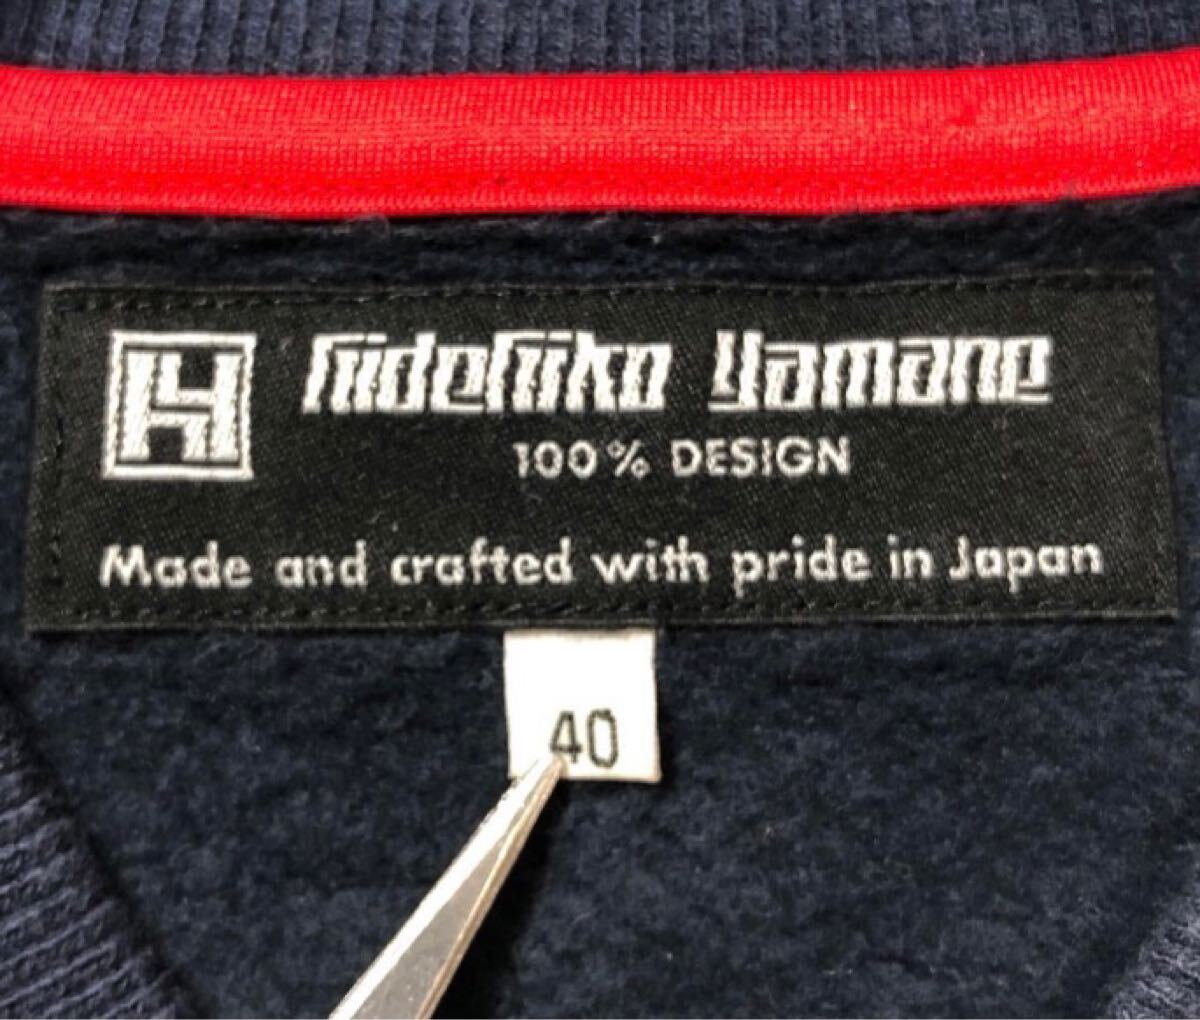 H Hidehiko Yamane
100% DESIGN
Made and crafted with pride in Japan
40